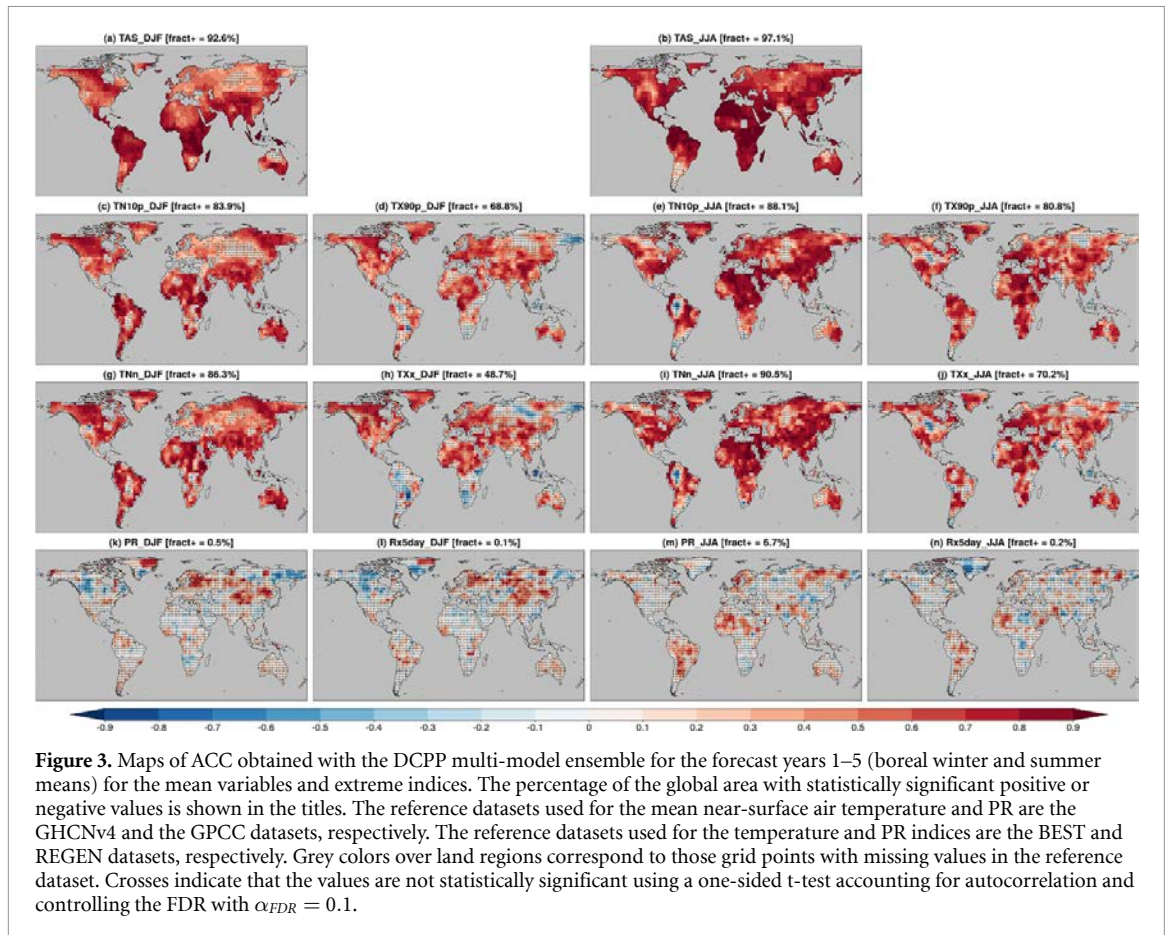 (a) TAS_DJF [fract+ = 92.6%]
(b) TAS_JJA [fract+ = 97.1%]
(c) TN10p_DJF [fract+ = 83.9%]
(d) TX90p_DJF [fract+ = 68.8%]
(e) TN10p_JJA [fract+ = 88.1%]
(f) TX90p_JJA [fract+ = 80.8%]
(g) TNn_DJF [fract+ = 86.3%]
(h) TXx_DJF [fract+ = 48.7%]
(i) TNn_JJA [fract+ = 90.5%]
(j) TXx_JJA [fract+ = 70.2%]
(k) PR_DJF [fract+ = 0.5%]
(l) Rx5day_DJF [fract+ = 0.1%]
(m) PR_JJA [fract+ = 6.7%]
(n) Rx5day_JJA [fract+ = 0.2%]
-0.9 -0.8 -0.7 -0.6 -0.5 -0.4 -0.3 -0.2 -0.1 0 0.1 0.2 0.3 0.4 0.5 0.6 0.7 0.8 0.9
Figure 3. Maps of ACC obtained with the DCPP multi-model ensemble for the forecast years 1–5 (boreal winter and summer
means) for the mean variables and extreme indices. The percentage of the global area with statistically significant positive or
negative values is shown in the titles. The reference datasets used for the mean near-surface air temperature and PR are the
GHCNv4 and the GPCC datasets, respectively. The reference datasets used for the temperature and PR indices are the BEST and
REGEN datasets, respectively. Grey colors over land regions correspond to those grid points with missing values in the reference
dataset. Crosses indicate that the values are not statistically significant using a one-sided t-test accounting for autocorrelation and
controlling the FDR with α_FDR = 0.1.